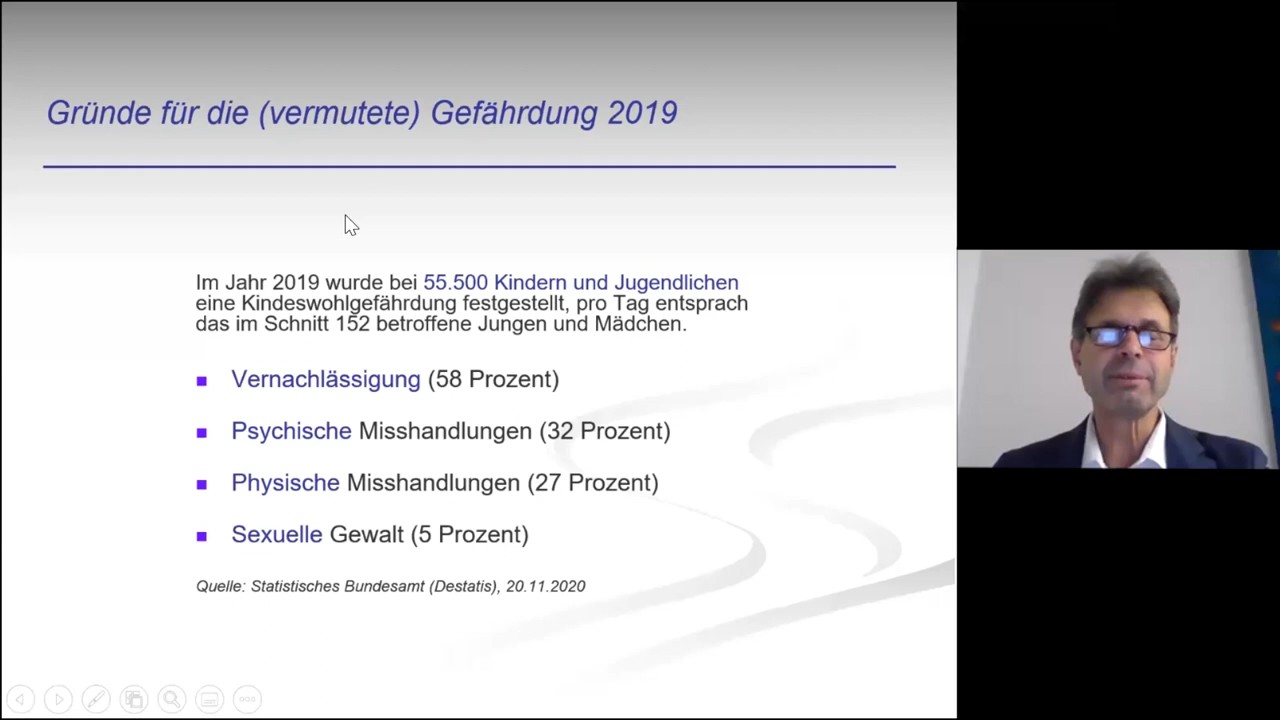 Gründe für die (vermutete) Gefährdung 2019
Im Jahr 2019 wurde bei 55.500 Kindern und Jugendlichen
eine Kindeswohlgefährdung festgestellt, pro Tag entsprach
das im Schnitt 152 betroffene Jungen und Mädchen.
Vernachlässigung (58 Prozent)
Psychische Misshandlungen (32 Prozent)
Physische Misshandlungen (27 Prozent)
Sexuelle Gewalt (5 Prozent)
Quelle: Statistisches Bundesamt (Destatis), 20.11.2020